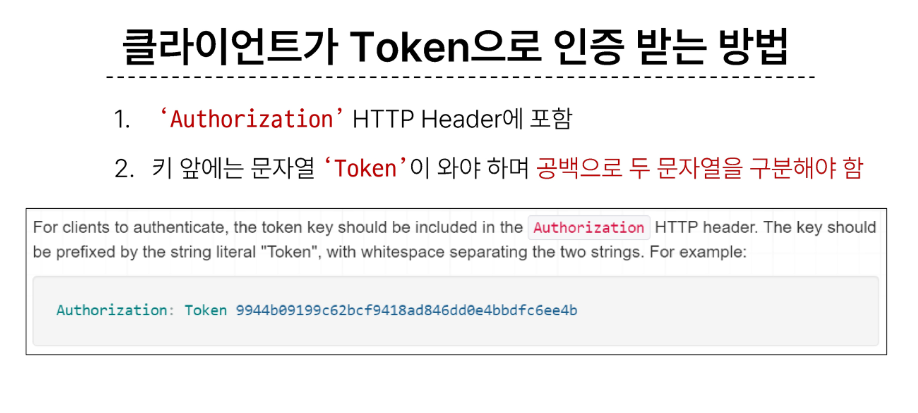 클라이언트가 Token으로 인증 받는 방법
1. ‘Authorization’ HTTP Header에 포함
2. 키 앞에는 문자열 ‘Token’이 와야 하며 공백으로 두 문자열을 구분해야 함
For clients to authenticate, the token key should be included in the Authorization HTTP header. The key should
be prefixed by the string literal "Token", with whitespace separating the two strings. For example:
Authorization: Token 9944b09199c62bcf9418ad846dd0e4bbdfc6ee4b